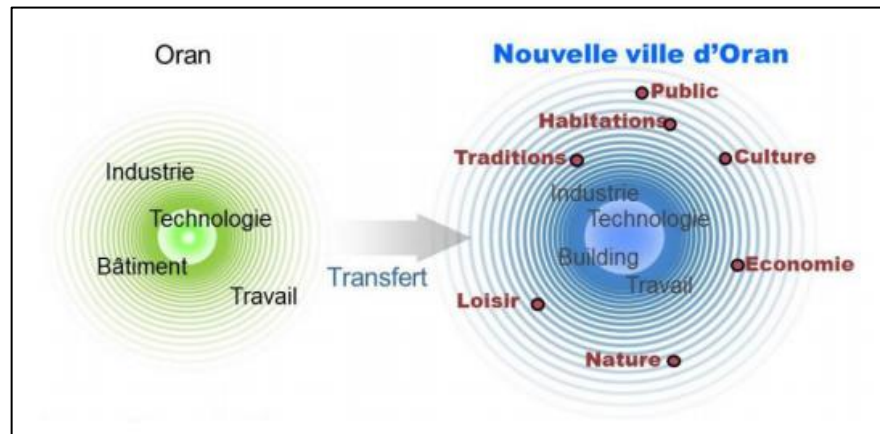 Oran
Industrie
Technologie
Bâtiment
Travail
Transfert
Nouvelle ville d'Oran
Public
Habitations
Traditions
Culture
Industrie
Technologie
Building
Economie
Travail
Loisir
Nature